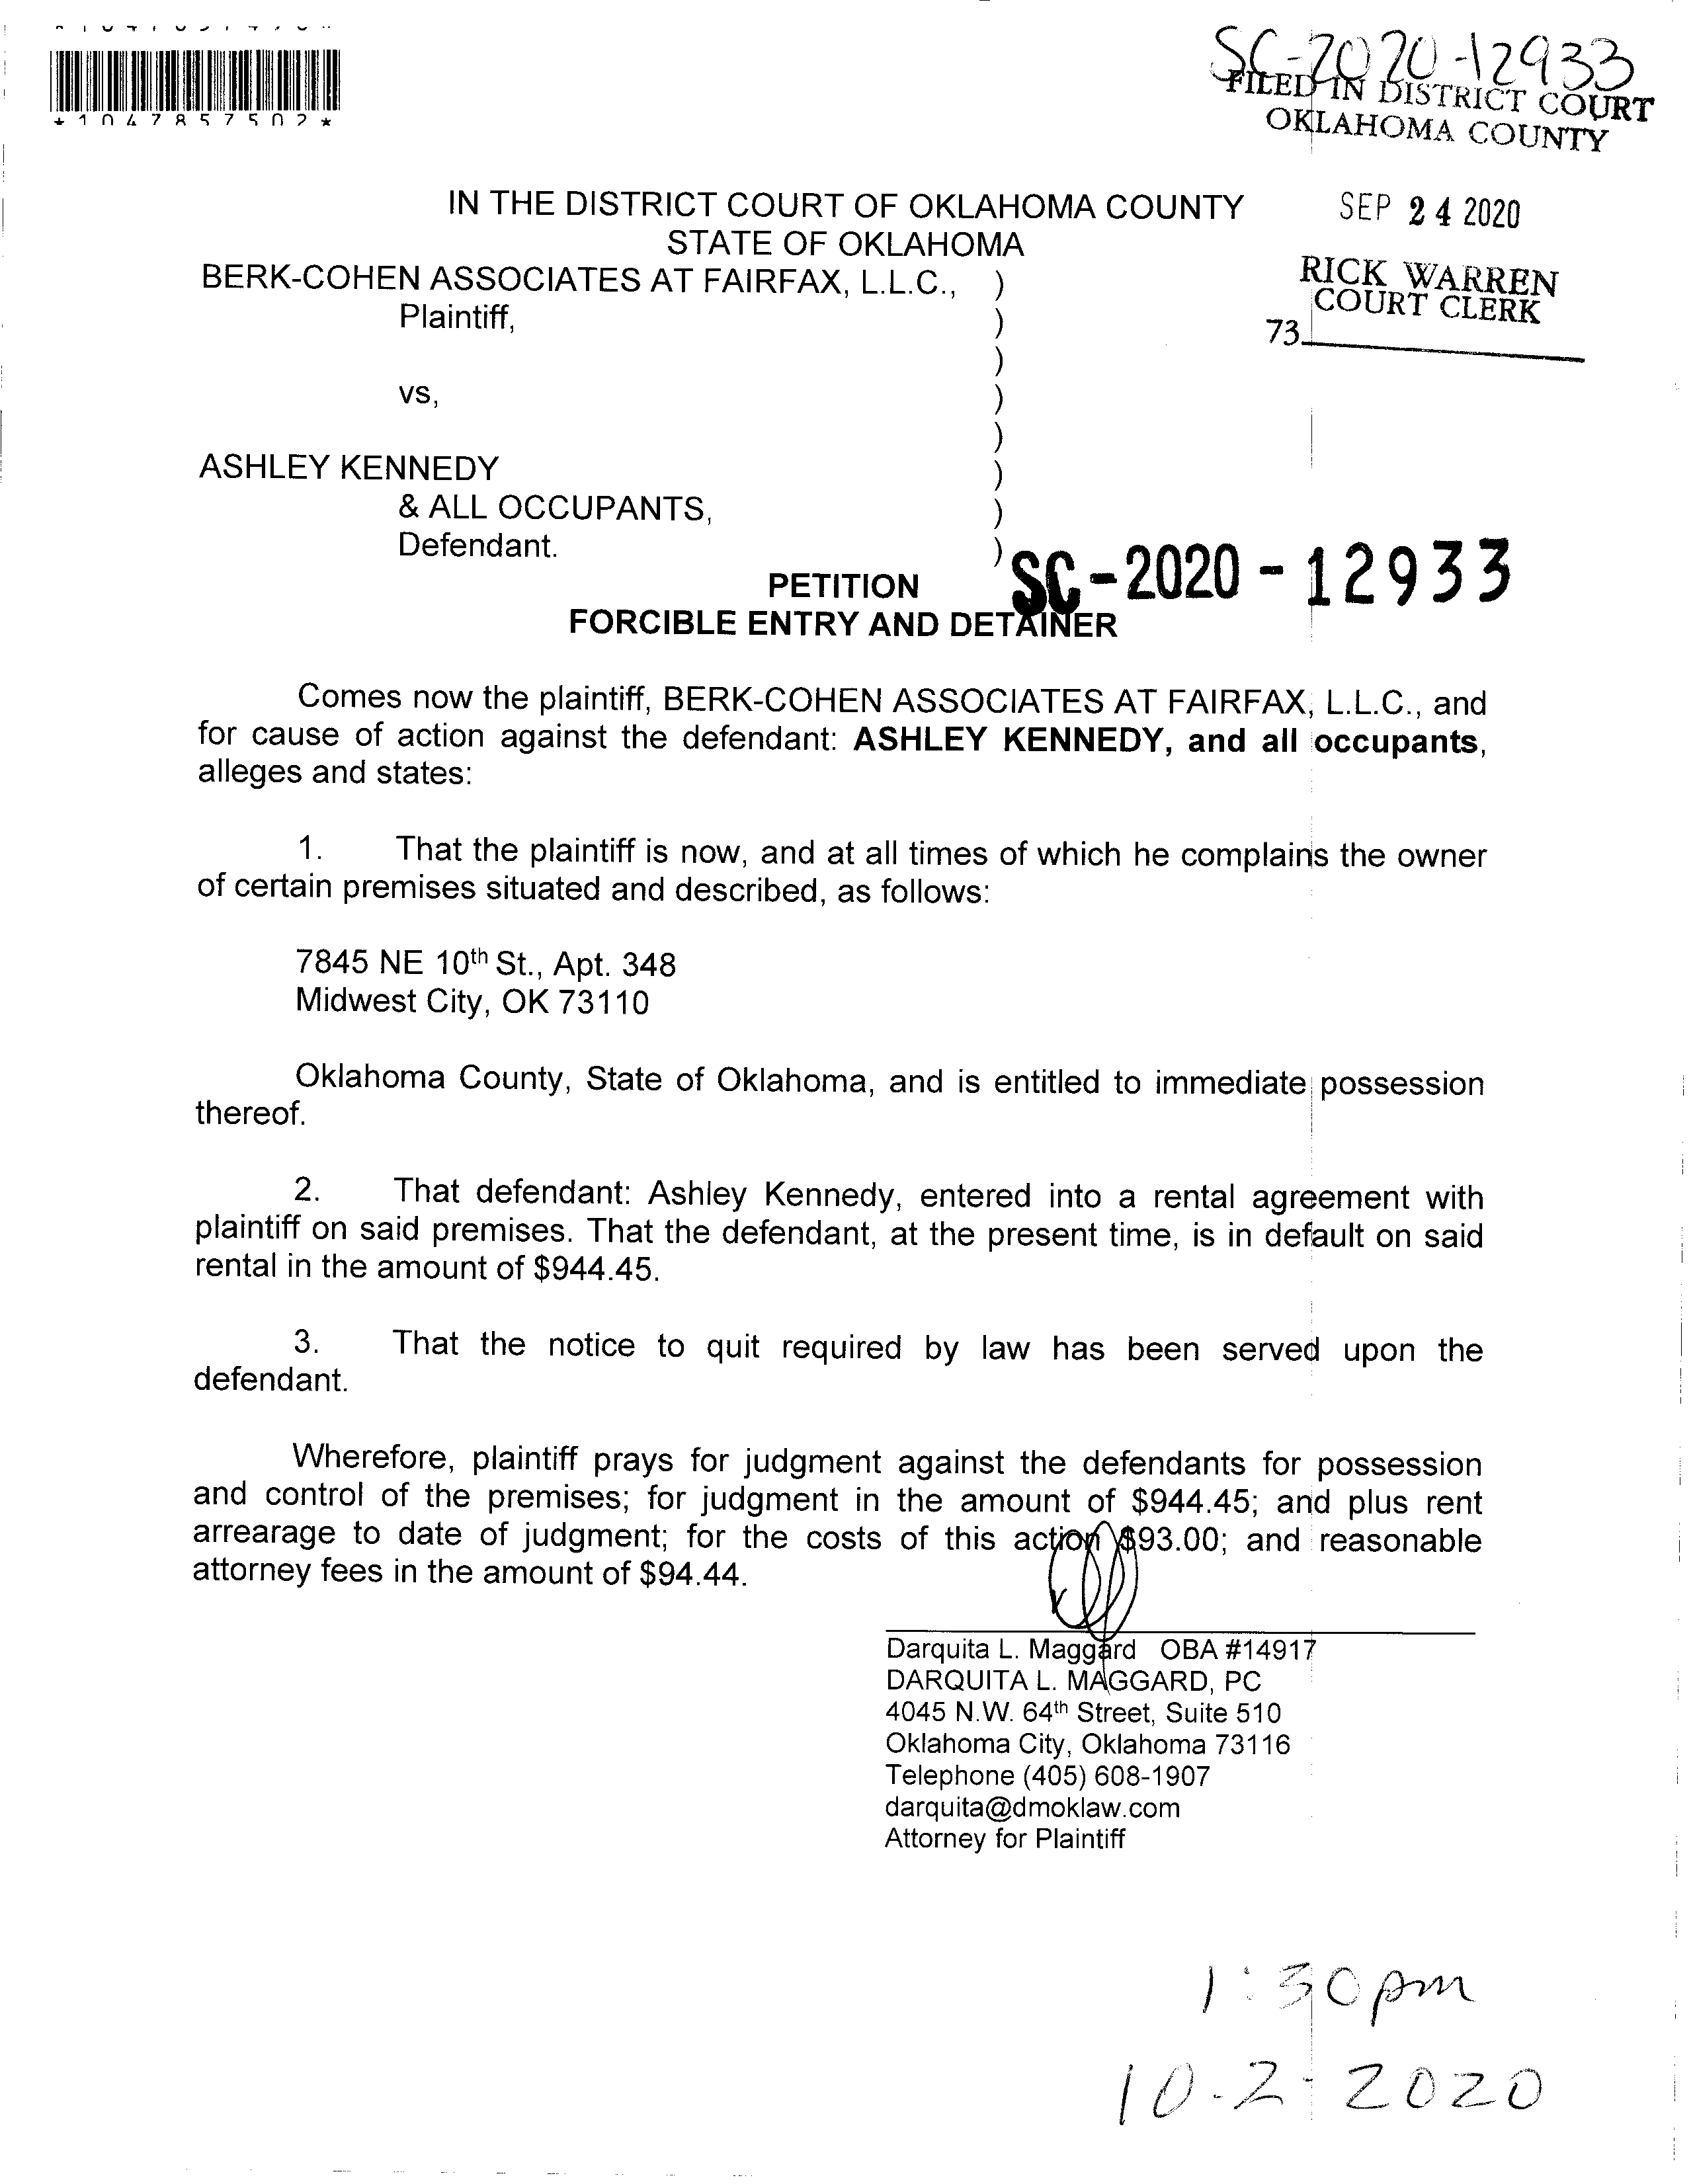 *1047857502*
SC-2020-12933
FILED IN DISTRICT COURT
OKLAHOMA COUNTY
SEP 24 2020
RICK WARREN
COURT CLERK
73
IN THE DISTRICT COURT OF OKLAHOMA COUNTY
STATE OF OKLAHOMA
BERK-COHEN ASSOCIATES AT FAIRFAX, L.L.C., )
Plaintiff, )
)
vs, )
)
ASHLEY KENNEDY )
& ALL OCCUPANTS, )
Defendant. )
SC-2020-12933
PETITION
FORCIBLE ENTRY AND DETAINER
Comes now the plaintiff, BERK-COHEN ASSOCIATES AT FAIRFAX, L.L.C., and
for cause of action against the defendant: ASHLEY KENNEDY, and all occupants,
alleges and states:
1. That the plaintiff is now, and at all times of which he complains the owner
of certain premises situated and described, as follows:
7845 NE 10th St., Apt. 348
Midwest City, OK 73110
Oklahoma County, State of Oklahoma, and is entitled to immediate possession
thereof.
2. That defendant: Ashley Kennedy, entered into a rental agreement with
plaintiff on said premises. That the defendant, at the present time, is in default on said
rental in the amount of $944.45.
3. That the notice to quit required by law has been served upon the
defendant.
Wherefore, plaintiff prays for judgment against the defendants for possession
and control of the premises; for judgment in the amount of $944.45; and plus rent
arrearage to date of judgment; for the costs of this action $93.00; and reasonable
attorney fees in the amount of $94.44.
Darquita L. Maggard OBA #14917
DARQUITA L. MAGGARD, PC
4045 N.W. 64th Street, Suite 510
Oklahoma City, Oklahoma 73116
Telephone (405) 608-1907
darquita@dmoklaw.com
Attorney for Plaintiff
1:30pm
10-2-2020